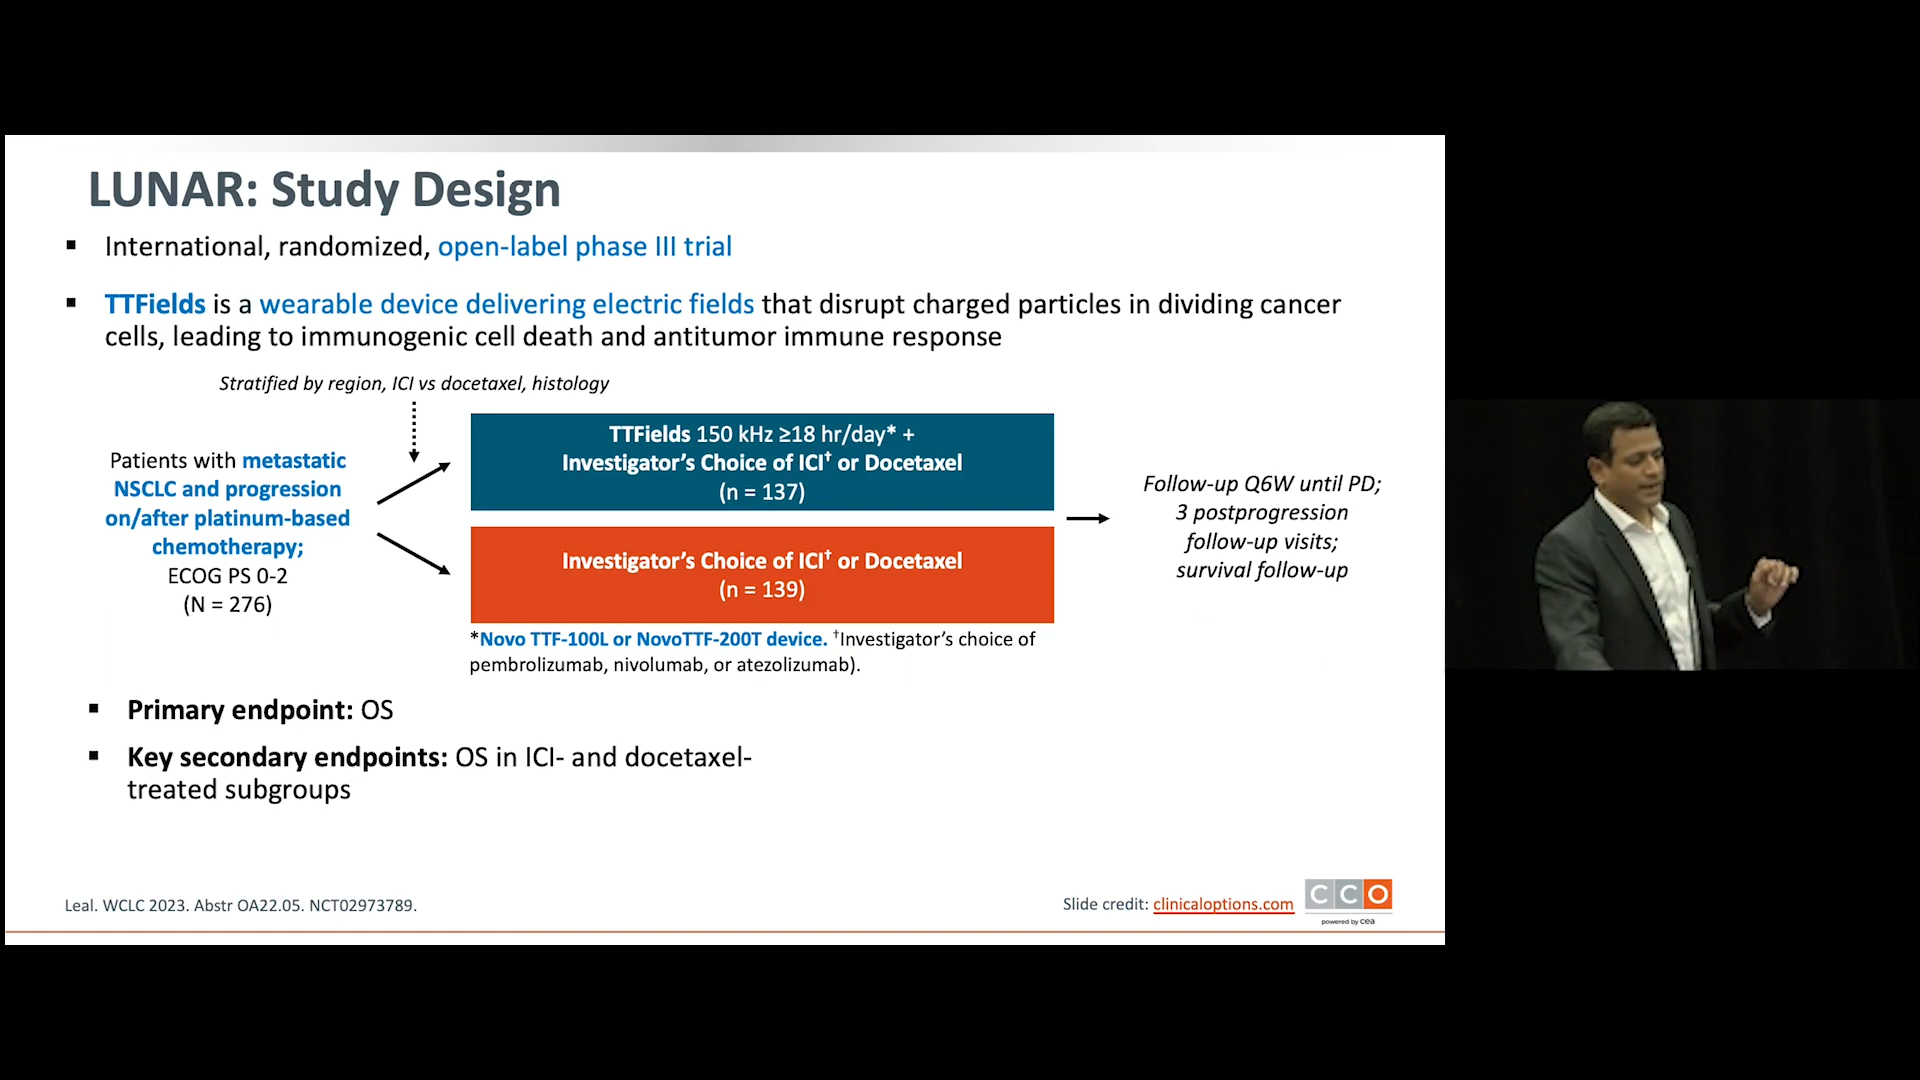 LUNAR: Study Design
▪ International, randomized, open-label phase III trial
▪ TTFields is a wearable device delivering electric fields that disrupt charged particles in dividing cancer
cells, leading to immunogenic cell death and antitumor immune response
Stratified by region, ICI vs docetaxel, histology
Patients with metastatic
NSCLC and progression
on/after platinum-based
chemotherapy;
ECOG PS 0-2
(N = 276)
TTFields 150 kHz ≥18 hr/day* +
Investigator's Choice of ICI† or Docetaxel
(n = 137)
Investigator's Choice of ICI† or Docetaxel
(n = 139)
Follow-up Q6W until PD;
3 postprogression
follow-up visits;
survival follow-up
*Novo TTF-100L or NovoTTF-200T device. †Investigator's choice of
pembrolizumab, nivolumab, or atezolizumab).
▪ Primary endpoint: OS
▪ Key secondary endpoints: OS in ICI- and docetaxel-
treated subgroups
Leal. WCLC 2023. Abstr OA22.05. NCT02973789.
Slide credit: clinicaloptions.com
CCO
powered by cea